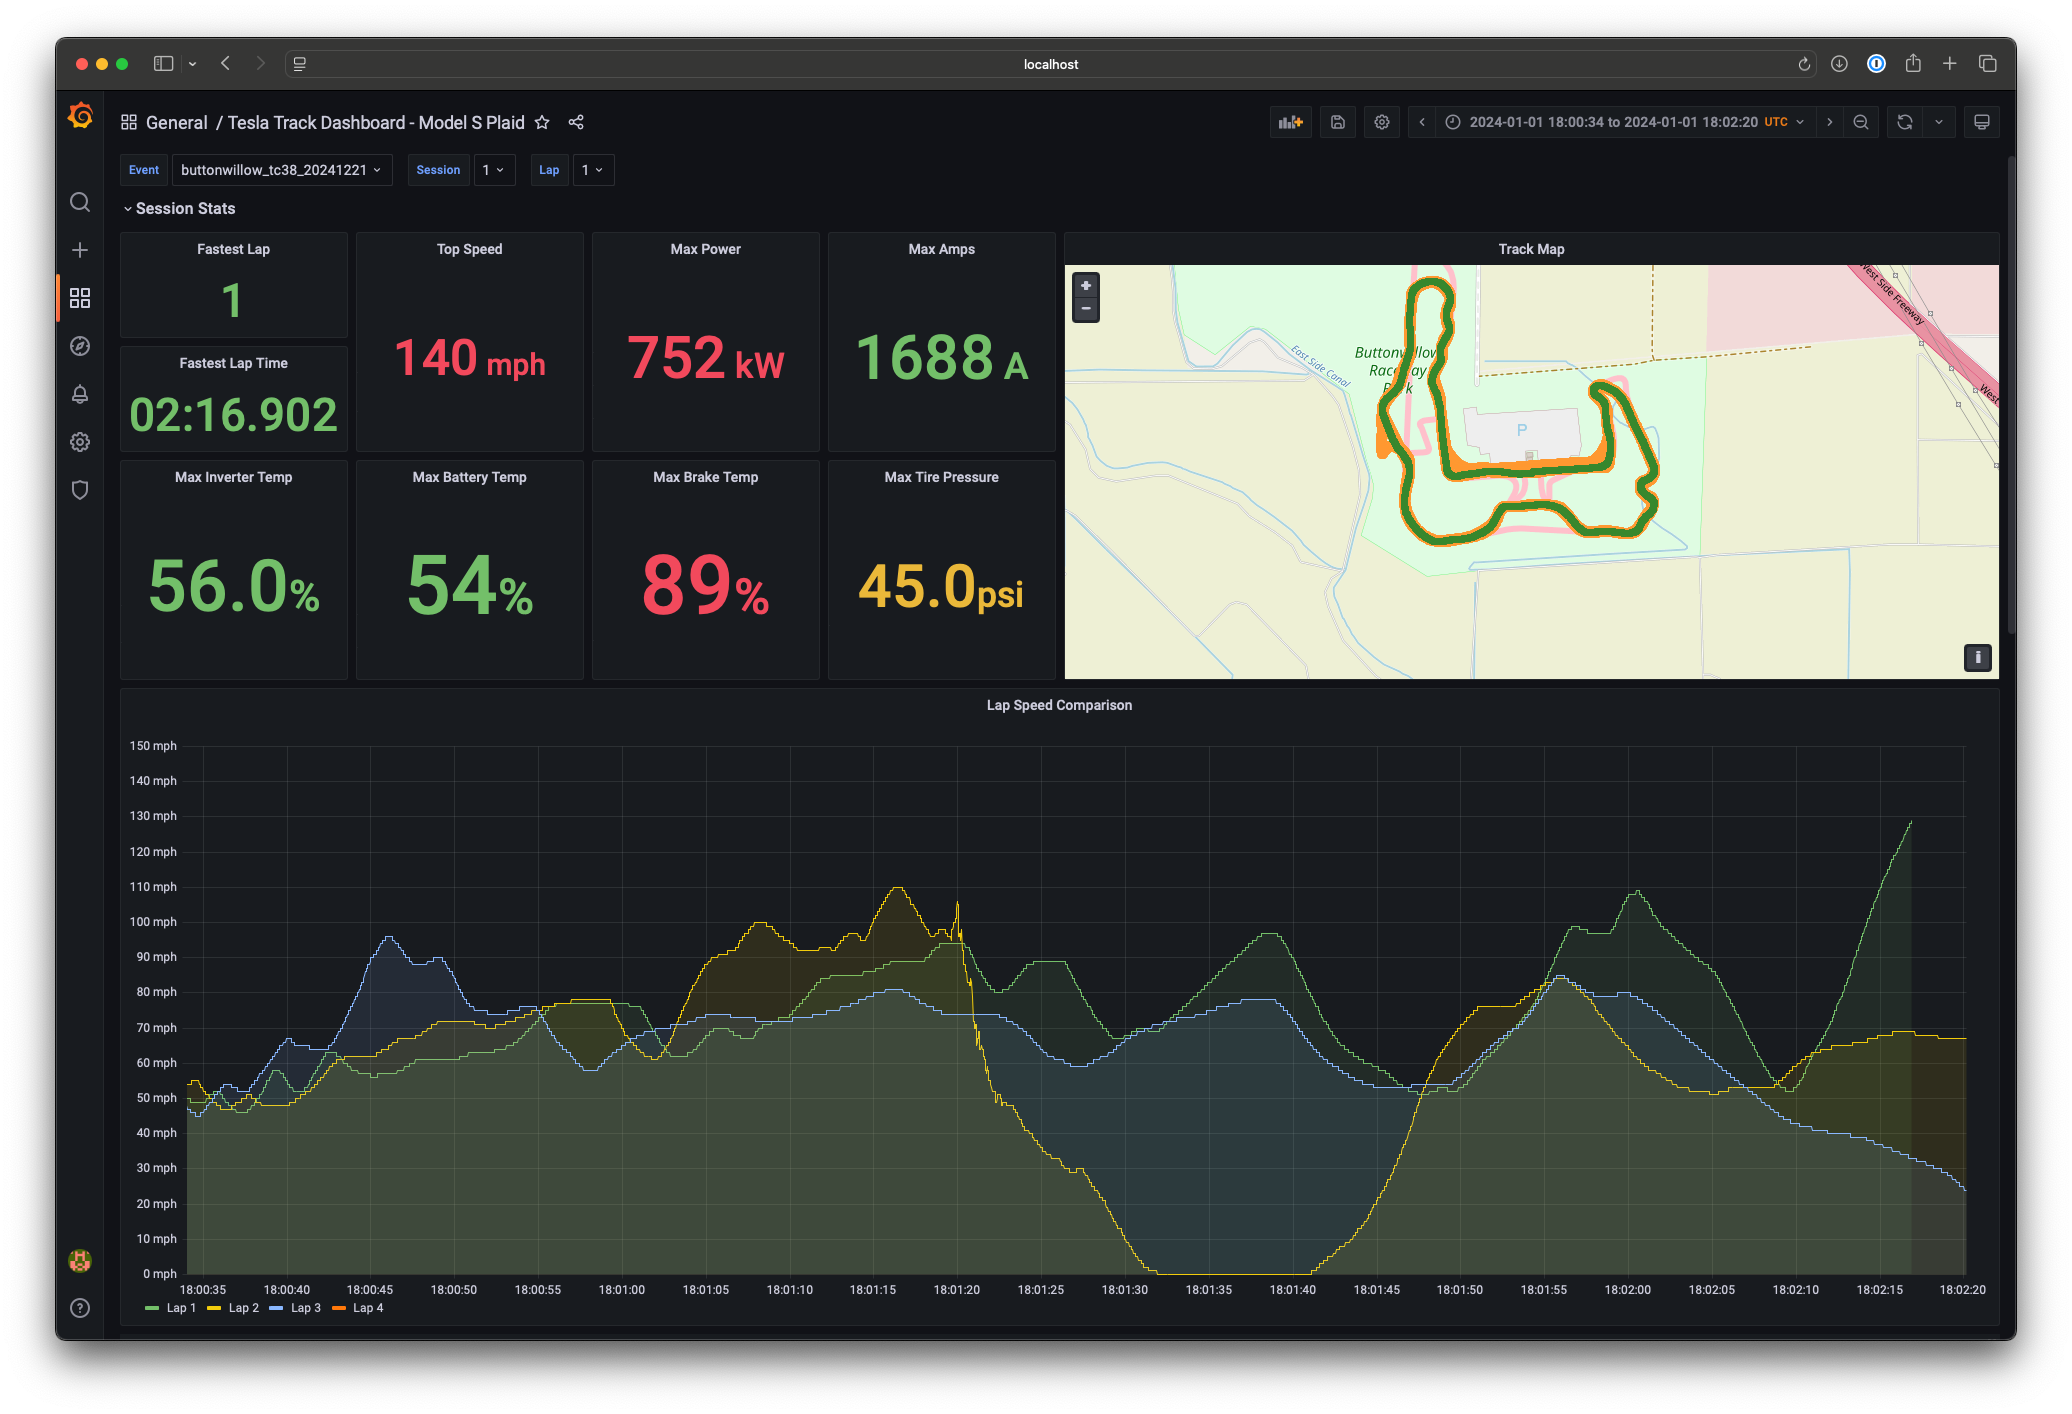 localhost
General / Tesla Track Dashboard - Model S Plaid
2024-01-01 18:00:34 to 2024-01-01 18:02:20 UTC
Event buttonwillow_tc38_20241221 Session 1 Lap 1
Session Stats
Fastest Lap
1
Fastest Lap Time
02:16.902
Top Speed
140 mph
Max Power
752 kW
Max Amps
1688 A
Max Inverter Temp
56.0%
Max Battery Temp
54%
Max Brake Temp
89%
Max Tire Pressure
45.0psi
Track Map
+
−
West Side Freeway
West
East Side Canal
Buttonwillow
Raceway
Park
P
i
Lap Speed Comparison
150 mph
140 mph
130 mph
120 mph
110 mph
100 mph
90 mph
80 mph
70 mph
60 mph
50 mph
40 mph
30 mph
20 mph
10 mph
0 mph
18:00:35 18:00:40 18:00:45 18:00:50 18:00:55 18:01:00 18:01:05 18:01:10 18:01:15 18:01:20 18:01:25 18:01:30 18:01:35 18:01:40 18:01:45 18:01:50 18:01:55 18:02:00 18:02:05 18:02:10 18:02:15 18:02:20
Lap 1 Lap 2 Lap 3 Lap 4